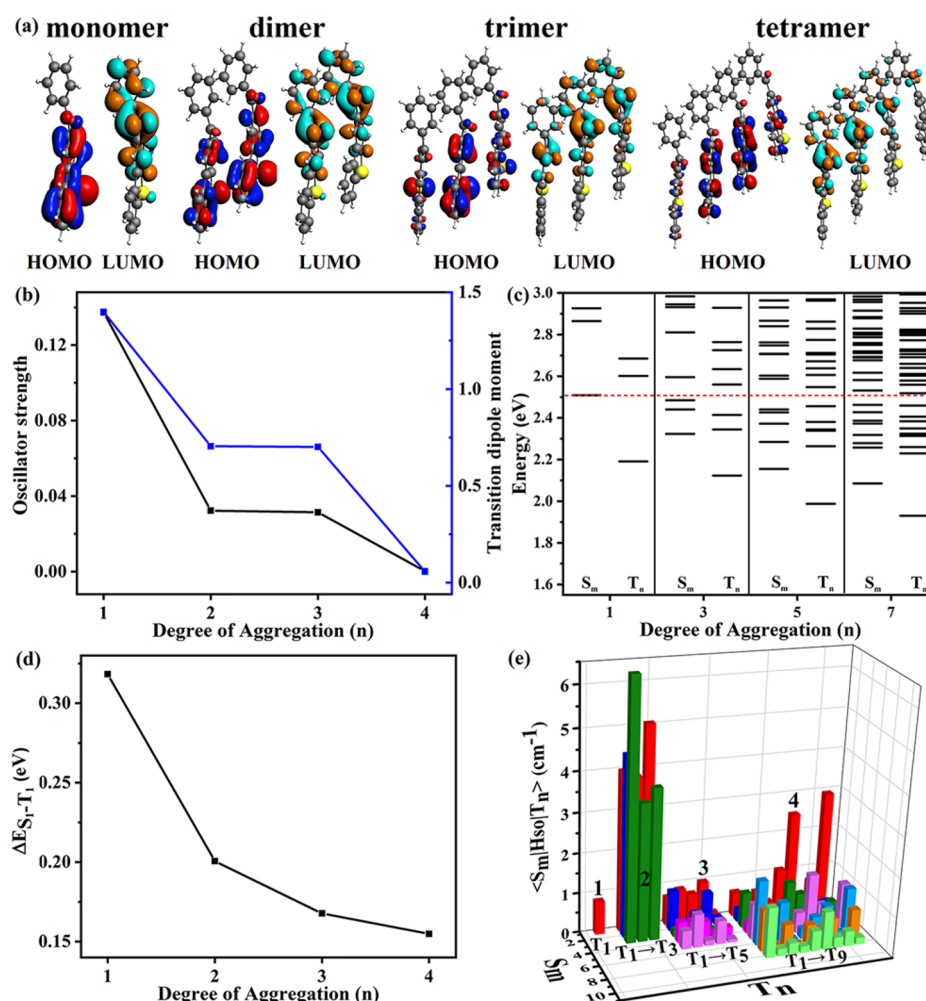 (a) monomer dimer trimer tetramer
HOMO LUMO HOMO LUMO HOMO LUMO HOMO LUMO
(b)
Oscillator strength
0.12
0.08
0.04
0.00
Transition dipole moment
1.5
1.0
0.5
0.0
1 2 3 4
Degree of Aggregation (n)
(c)
Energy (eV)
3.0
2.8
2.6
2.4
2.2
2.0
1.8
1.6
Sm Tn Sm Tn Sm Tn Sm Tn
1 3 5 7
Degree of Aggregation (n)
(d)
ΔES1-T1 (eV)
0.30
0.25
0.20
0.15
1 2 3 4
Degree of Aggregation (n)
(e)
<Sm|Hso|Tn> (cm-1)
6
5
4
3
2
1
0
1 2 3 4
T1 T1→T3 T1→T5 T1→T9
2
4
6
8
10
Sm
Tn